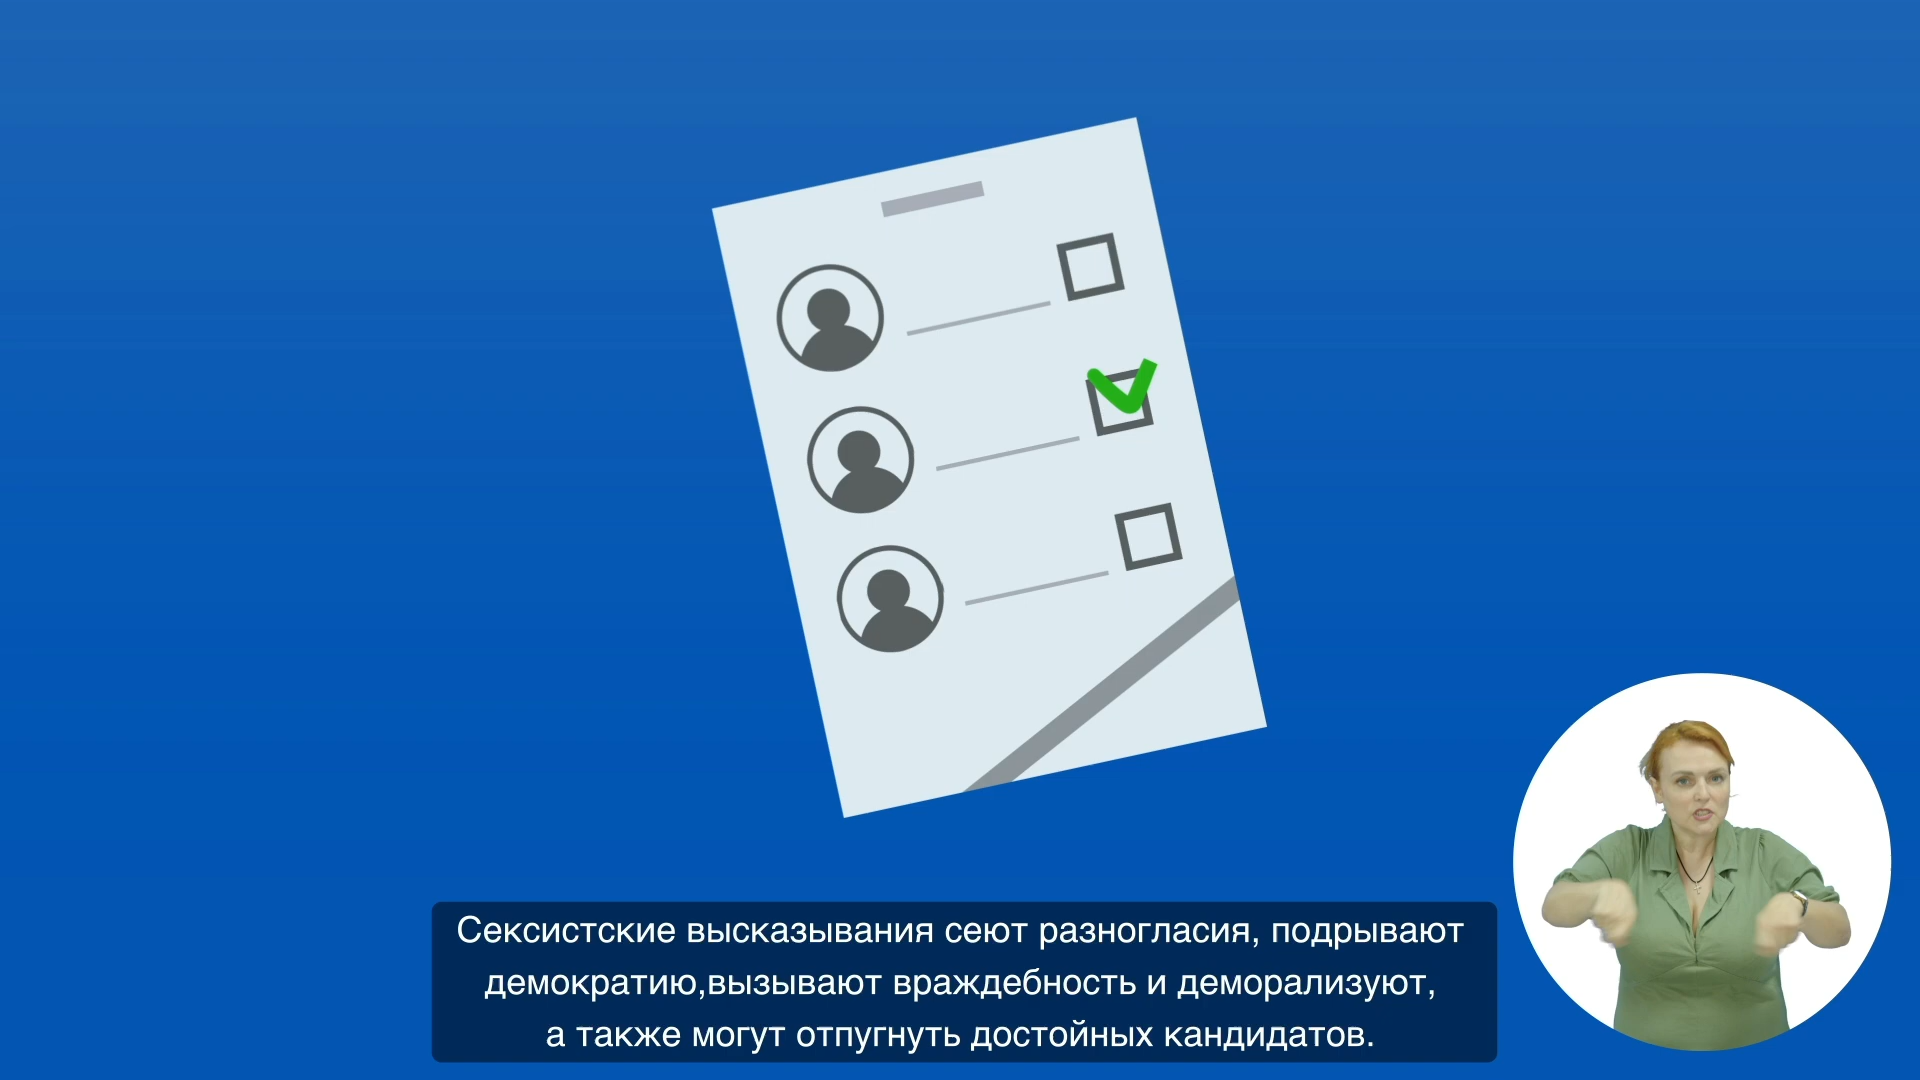 Сексистские высказывания сеют разногласия, подрывают
демократию,вызывают враждебность и деморализуют,
а также могут отпугнуть достойных кандидатов.